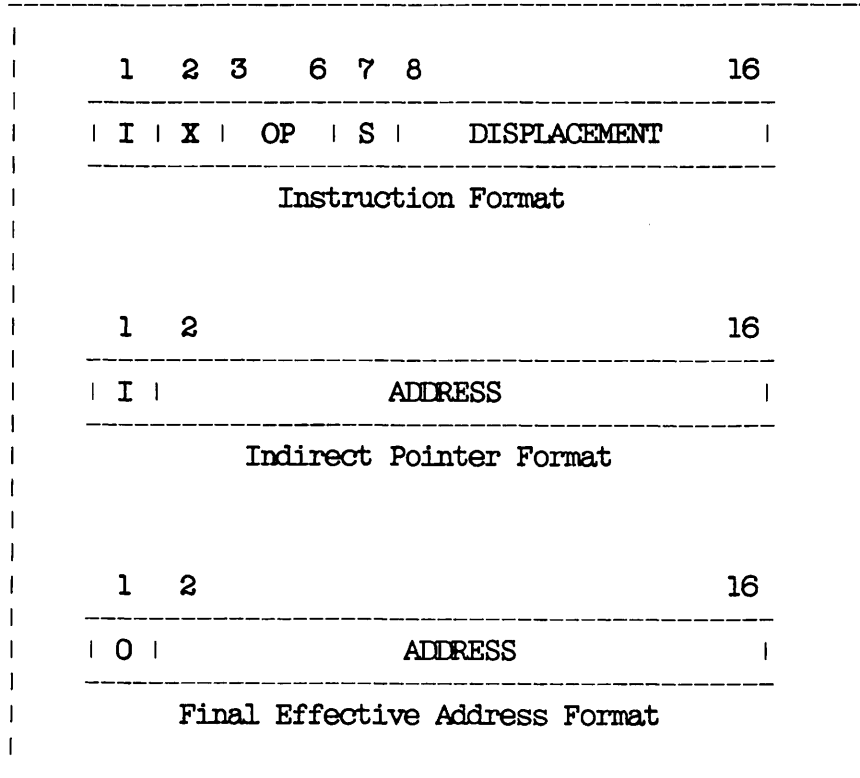 1 2 3 6 7 8 16
| I | X | OP | S | DISPLACEMENT |
Instruction Format
1 2 16
| I | ADDRESS |
Indirect Pointer Format
1 2 16
| 0 | ADDRESS |
Final Effective Address Format